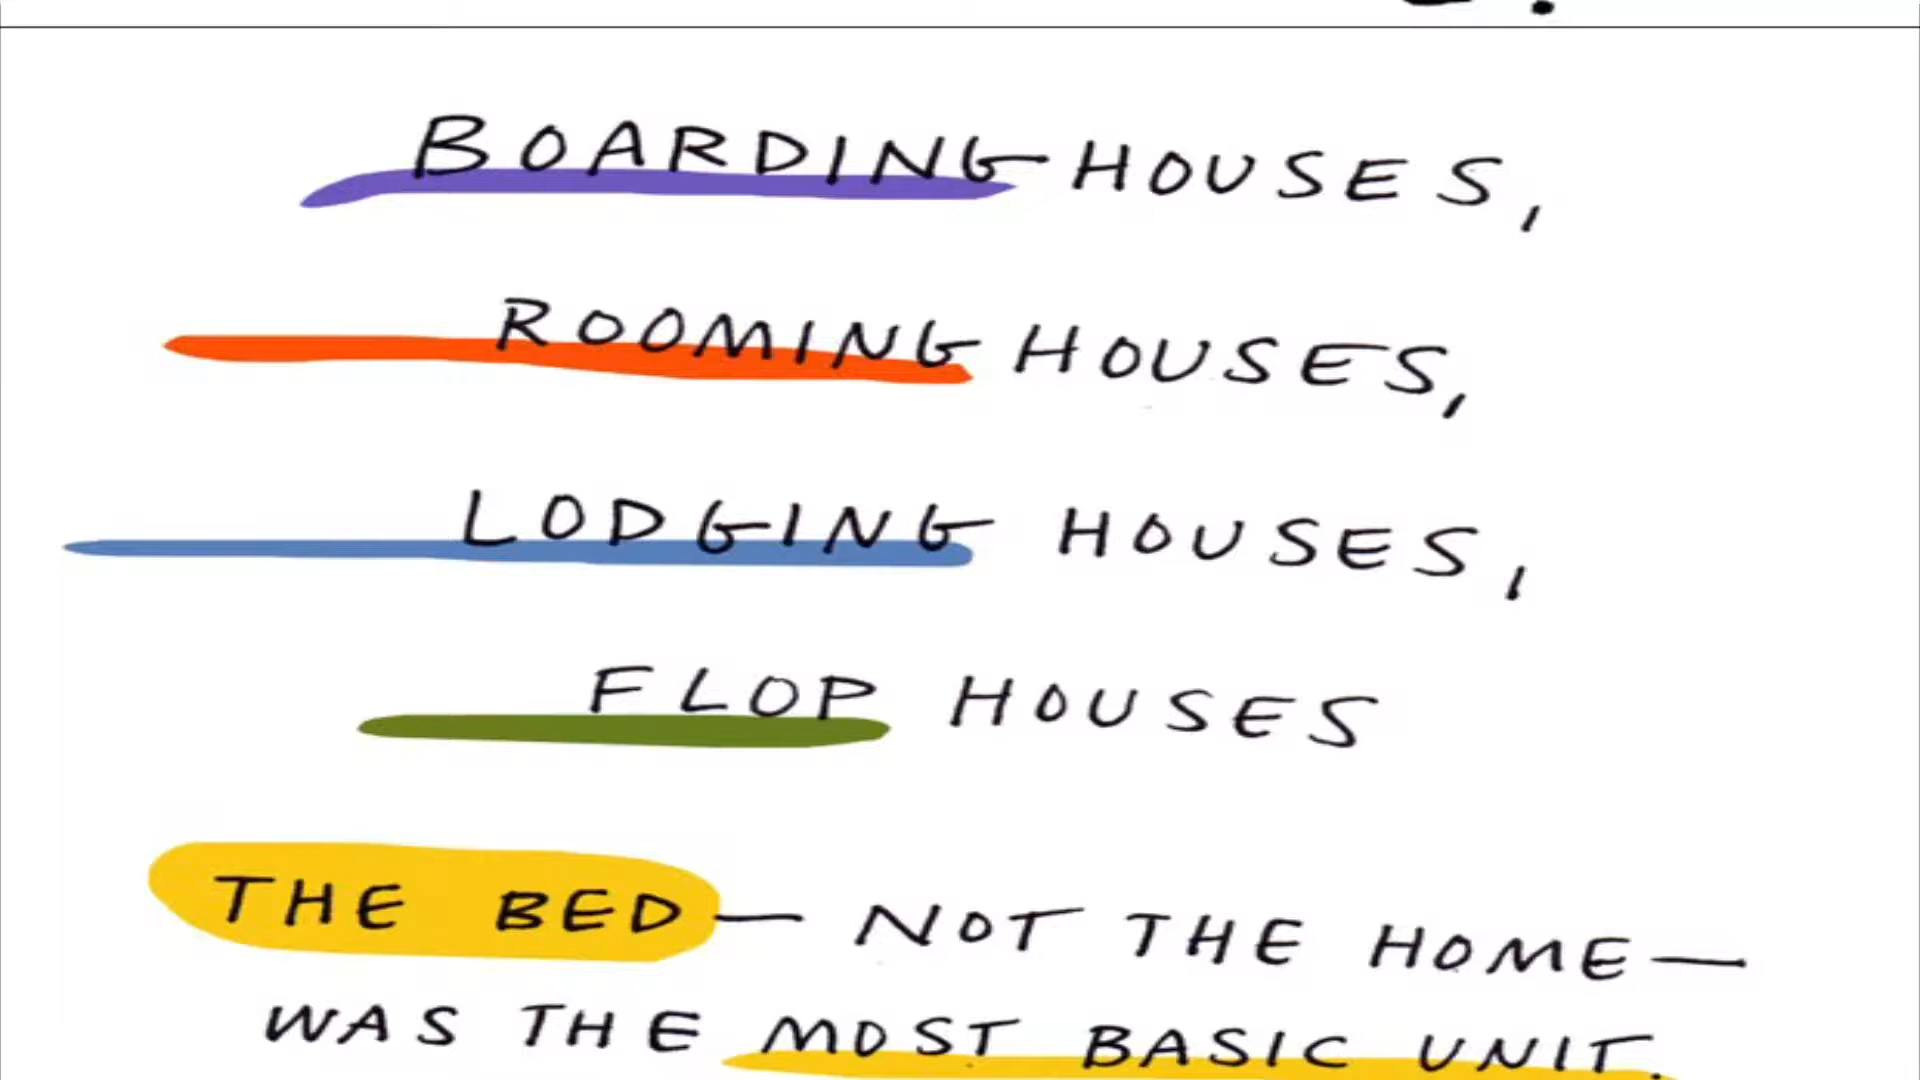 BOARDING HOUSES,
ROOMING HOUSES,
LODGING HOUSES,
FLOP HOUSES
THE BED — NOT THE HOME —
WAS THE MOST BASIC UNIT.